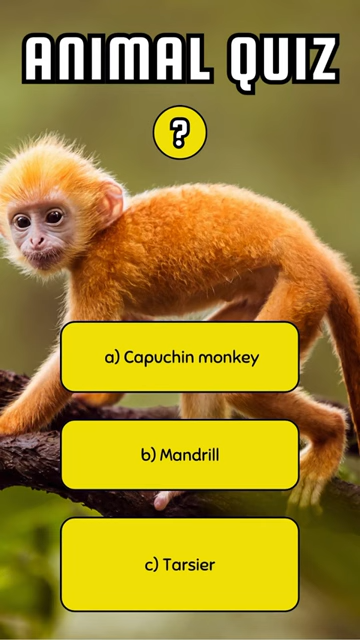 ANIMAL QUIZ
?
a) Capuchin monkey
b) Mandrill
c) Tarsier